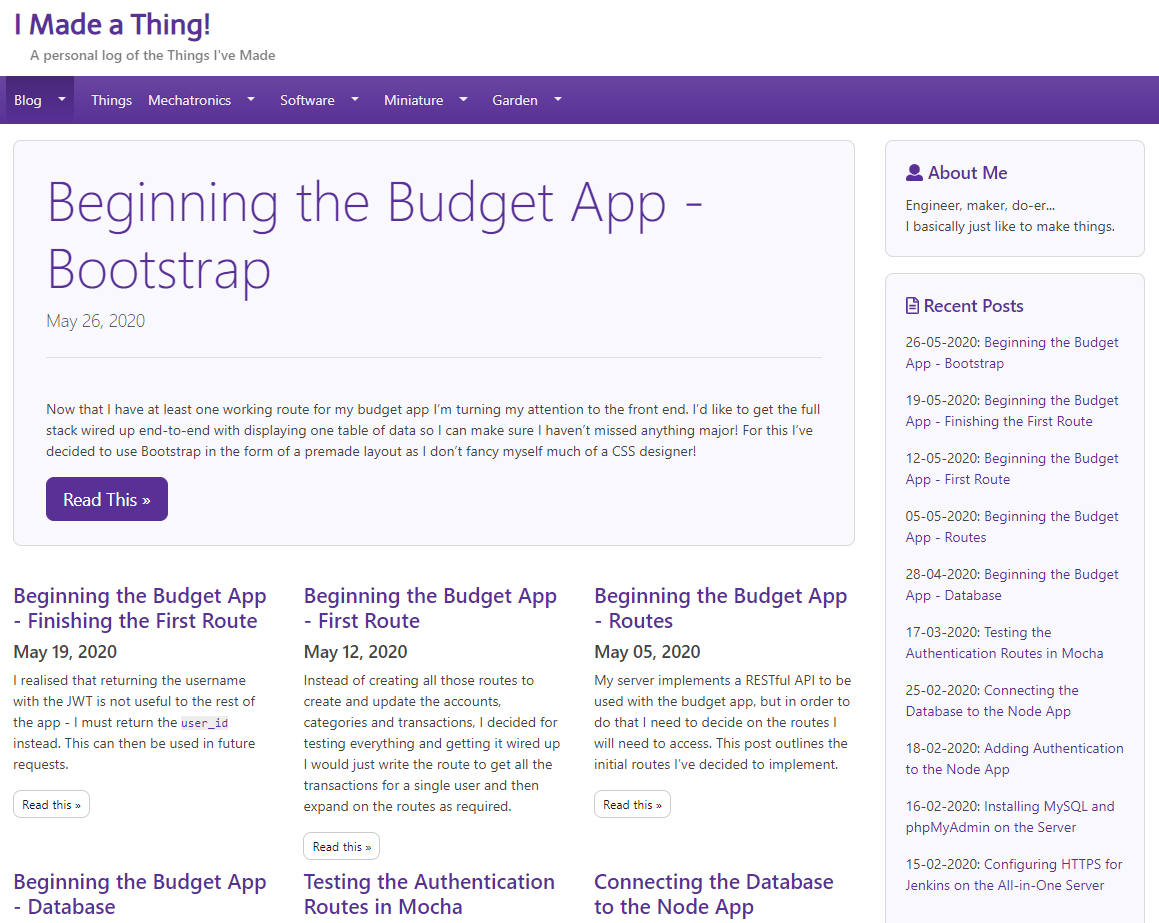 I Made a Thing!
A personal log of the Things I've Made
Blog Things Mechatronics Software Miniature Garden
Beginning the Budget App -
Bootstrap
May 26, 2020
Now that I have at least one working route for my budget app I'm turning my attention to the front end. I'd like to get the full
stack wired up end-to-end with displaying one table of data so I can make sure I haven't missed anything major! For this I've
decided to use Bootstrap in the form of a premade layout as I don't fancy myself much of a CSS designer!
Read This »
Beginning the Budget App
- Finishing the First Route
May 19, 2020
I realised that returning the username
with the JWT is not useful to the rest of
the app - I must return the user_id
instead. This can then be used in future
requests.
Read this »
Beginning the Budget App
- First Route
May 12, 2020
Instead of creating all those routes to
create and update the accounts,
categories and transactions, I decided for
testing everything and getting it wired up
I would just write the route to get all the
transactions for a single user and then
expand on the routes as required.
Read this »
Beginning the Budget App
- Routes
May 05, 2020
My server implements a RESTful API to be
used with the budget app, but in order to
do that I need to decide on the routes I
will need to access. This post outlines the
initial routes I've decided to implement.
Read this »
Beginning the Budget App
- Database
Testing the Authentication
Routes in Mocha
Connecting the Database
to the Node App
About Me
Engineer, maker, do-er...
I basically just like to make things.
Recent Posts
26-05-2020: Beginning the Budget
App - Bootstrap
19-05-2020: Beginning the Budget
App - Finishing the First Route
12-05-2020: Beginning the Budget
App - First Route
05-05-2020: Beginning the Budget
App - Routes
28-04-2020: Beginning the Budget
App - Database
17-03-2020: Testing the
Authentication Routes in Mocha
25-02-2020: Connecting the
Database to the Node App
18-02-2020: Adding Authentication
to the Node App
16-02-2020: Installing MySQL and
phpMyAdmin on the Server
15-02-2020: Configuring HTTPS for
Jenkins on the All-in-One Server